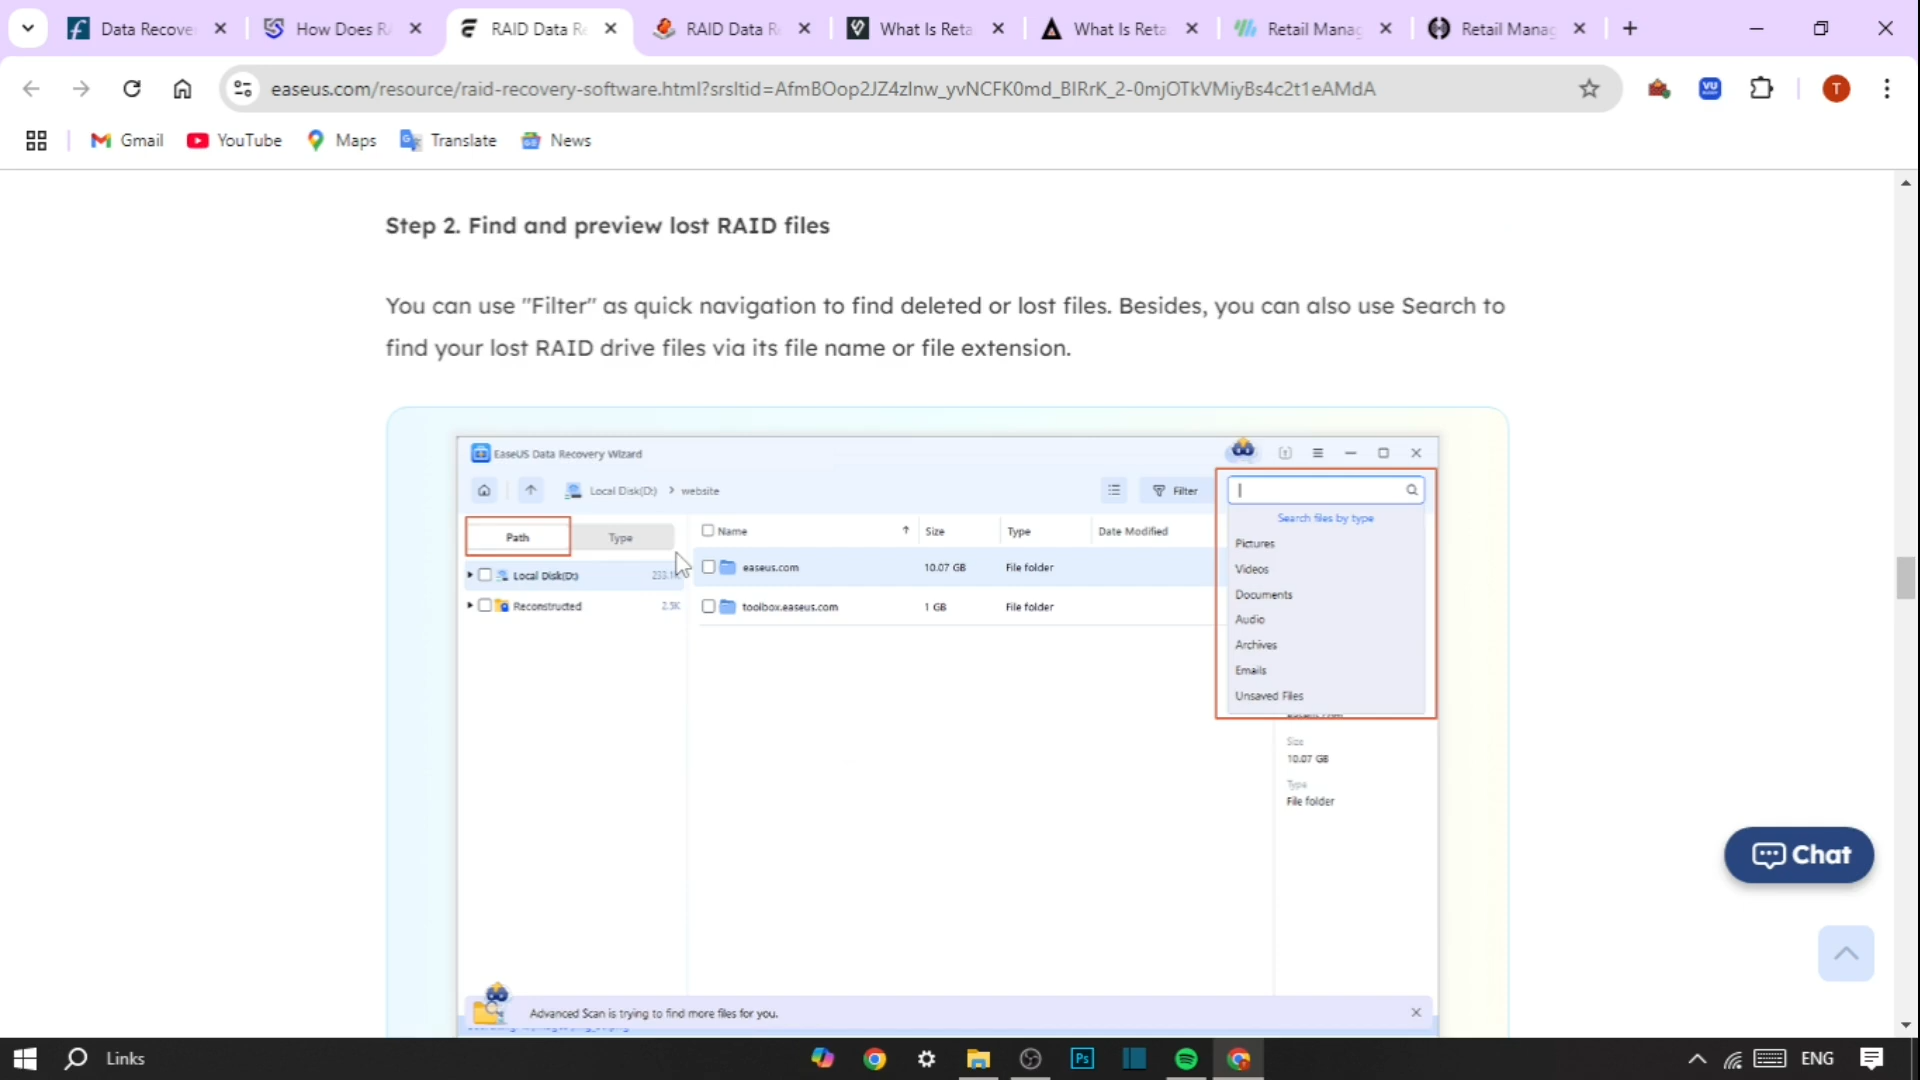 Data Recove
How Does R
RAID Data Re
RAID Data R
What Is Reta
What Is Reta
Retail Manag
Retail Manag
easeus.com/resource/raid-recovery-software.html?srsltid=AfmBOop2JZ4zlnw_yvNCFK0md_BIRrK_2-0mjOTkVMiyBs4c2t1eAMdA
VU
T
Gmail
YouTube
Maps
Translate
News
Step 2. Find and preview lost RAID files
You can use "Filter" as quick navigation to find deleted or lost files. Besides, you can also use Search to
find your lost RAID drive files via its file name or file extension.
EaseUS Data Recovery Wizard
Local Disk(D:) > website
Filter
Search files by type
Pictures
Videos
Documents
Audio
Archives
Emails
Unsaved Files
Path
Type
Name
Size
Type
Date Modified
Local Disk(D:)
Reconstructed 2.5K
easeus.com 10.07 GB File folder
toolbox.easeus.com 1 GB File folder
Size
10.07 GB
Type
File folder
Advanced Scan is trying to find more files for you.
Chat
Links
Ps
ENG